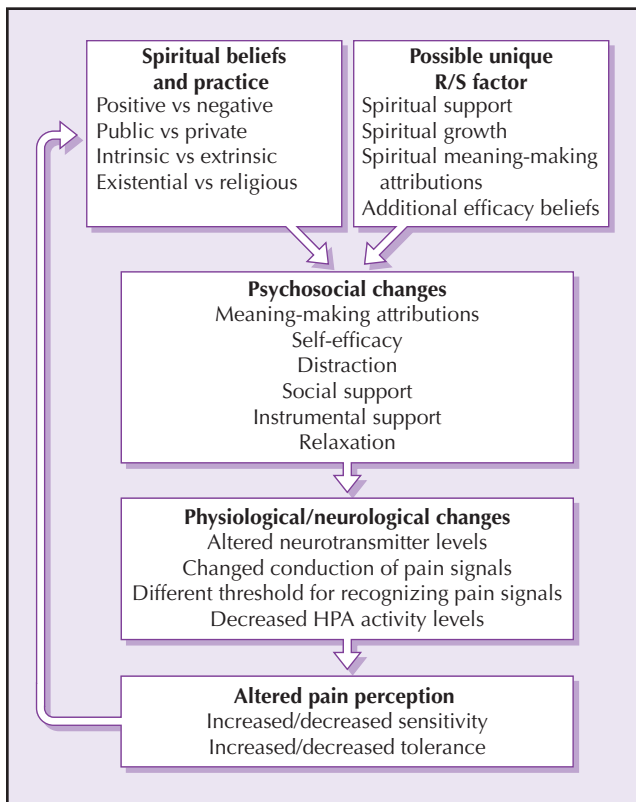 Spiritual beliefs
and practice
Positive vs negative
Public vs private
Intrinsic vs extrinsic
Existential vs religious
Possible unique
R/S factor
Spiritual support
Spiritual growth
Spiritual meaning-making
attributions
Additional efficacy beliefs
Psychosocial changes
Meaning-making attributions
Self-efficacy
Distraction
Social support
Instrumental support
Relaxation
Physiological/neurological changes
Altered neurotransmitter levels
Changed conduction of pain signals
Different threshold for recognizing pain signals
Decreased HPA activity levels
Altered pain perception
Increased/decreased sensitivity
Increased/decreased tolerance